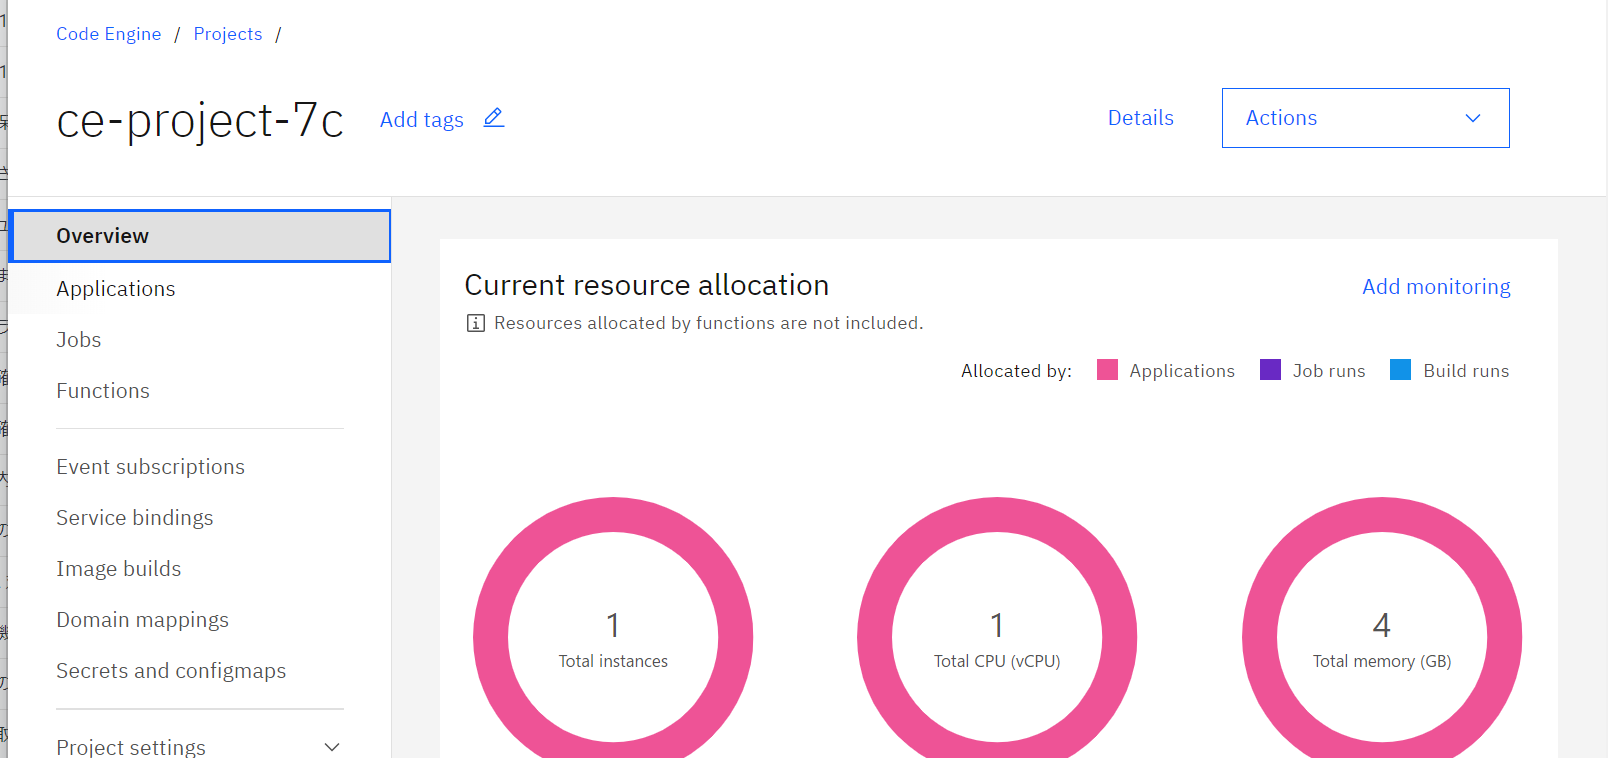 Code Engine / Projects /
ce-project-7c
Add tags
Details
Actions
Overview
Applications
Jobs
Functions
Event subscriptions
Service bindings
Image builds
Domain mappings
Secrets and configmaps
Project settings
Current resource allocation
Add monitoring
Resources allocated by functions are not included.
Allocated by: Applications Job runs Build runs
1
Total instances
1
Total CPU (vCPU)
4
Total memory (GB)